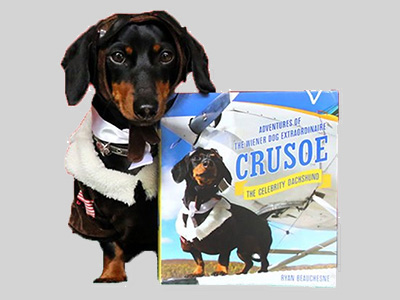 ADVENTURES OF
THE WIENER DOG EXTRAORDINAIRE
CRUSOE
THE CELEBRITY DACHSHUND
RYAN BEAUCHESNE